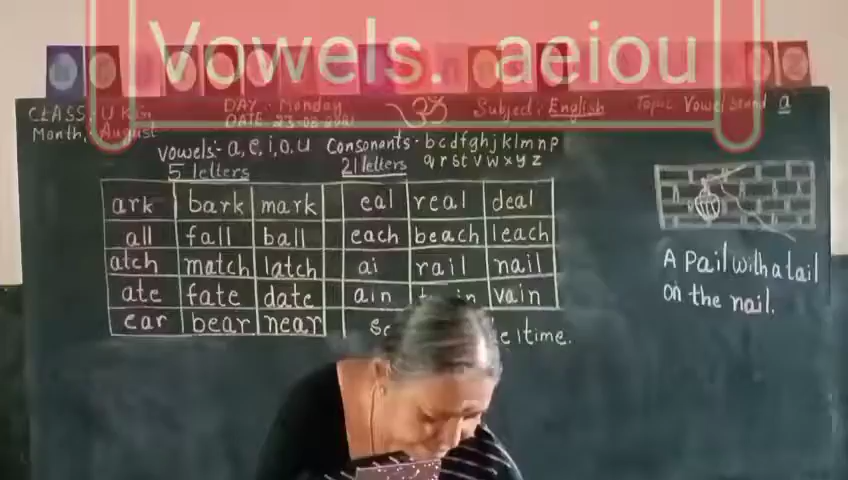 Vowels. aeiou
CLASS: U K G
DAY: Monday
Subject: English
Topic Vowel sound a
Month: August
DATE 23-08-2021
ॐ
Vowels:- a, e, i, o, u
5 letters
Consonants - b c d f g h j k l m n p
21 letters
q r s t v w x y z
ark bark mark
all fall ball
atch match latch
ate fate date
ear bear near
eal real deal
each beach leach
ai rail nail
ain vain
time.
A Pail with a tail
on the nail.